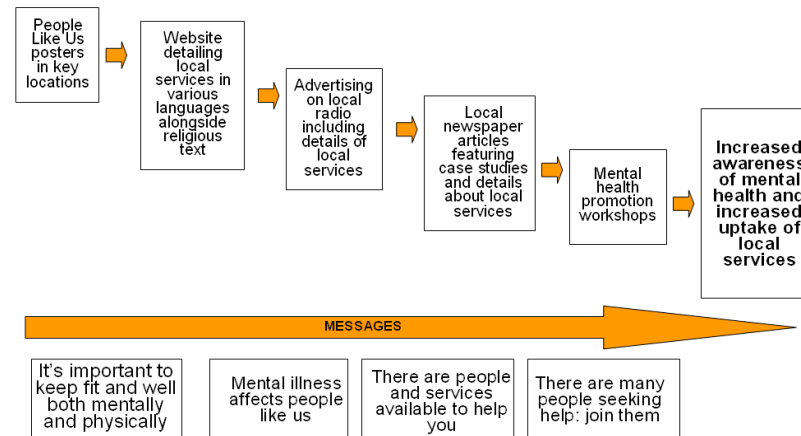 People
Like Us
posters
in key
locations
Website
detailing
local
services in
various
languages
alongside
religious
text
Advertising
on local
radio
including
details of
local
services
Local
newspaper
articles
featuring
case studies
and details
about local
services
Mental
health
promotion
workshops
Increased
awareness
of mental
health and
increased
uptake of
local
services
MESSAGES
It's important to
keep fit and well
both mentally
and physically
Mental illness
affects people
like us
There are people
and services
available to help
you
There are many
people seeking
help: join them